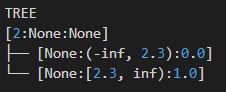 TREE
[2:None:None]
├── [None:(-inf, 2.3):0.0]
└── [None:[2.3, inf):1.0]